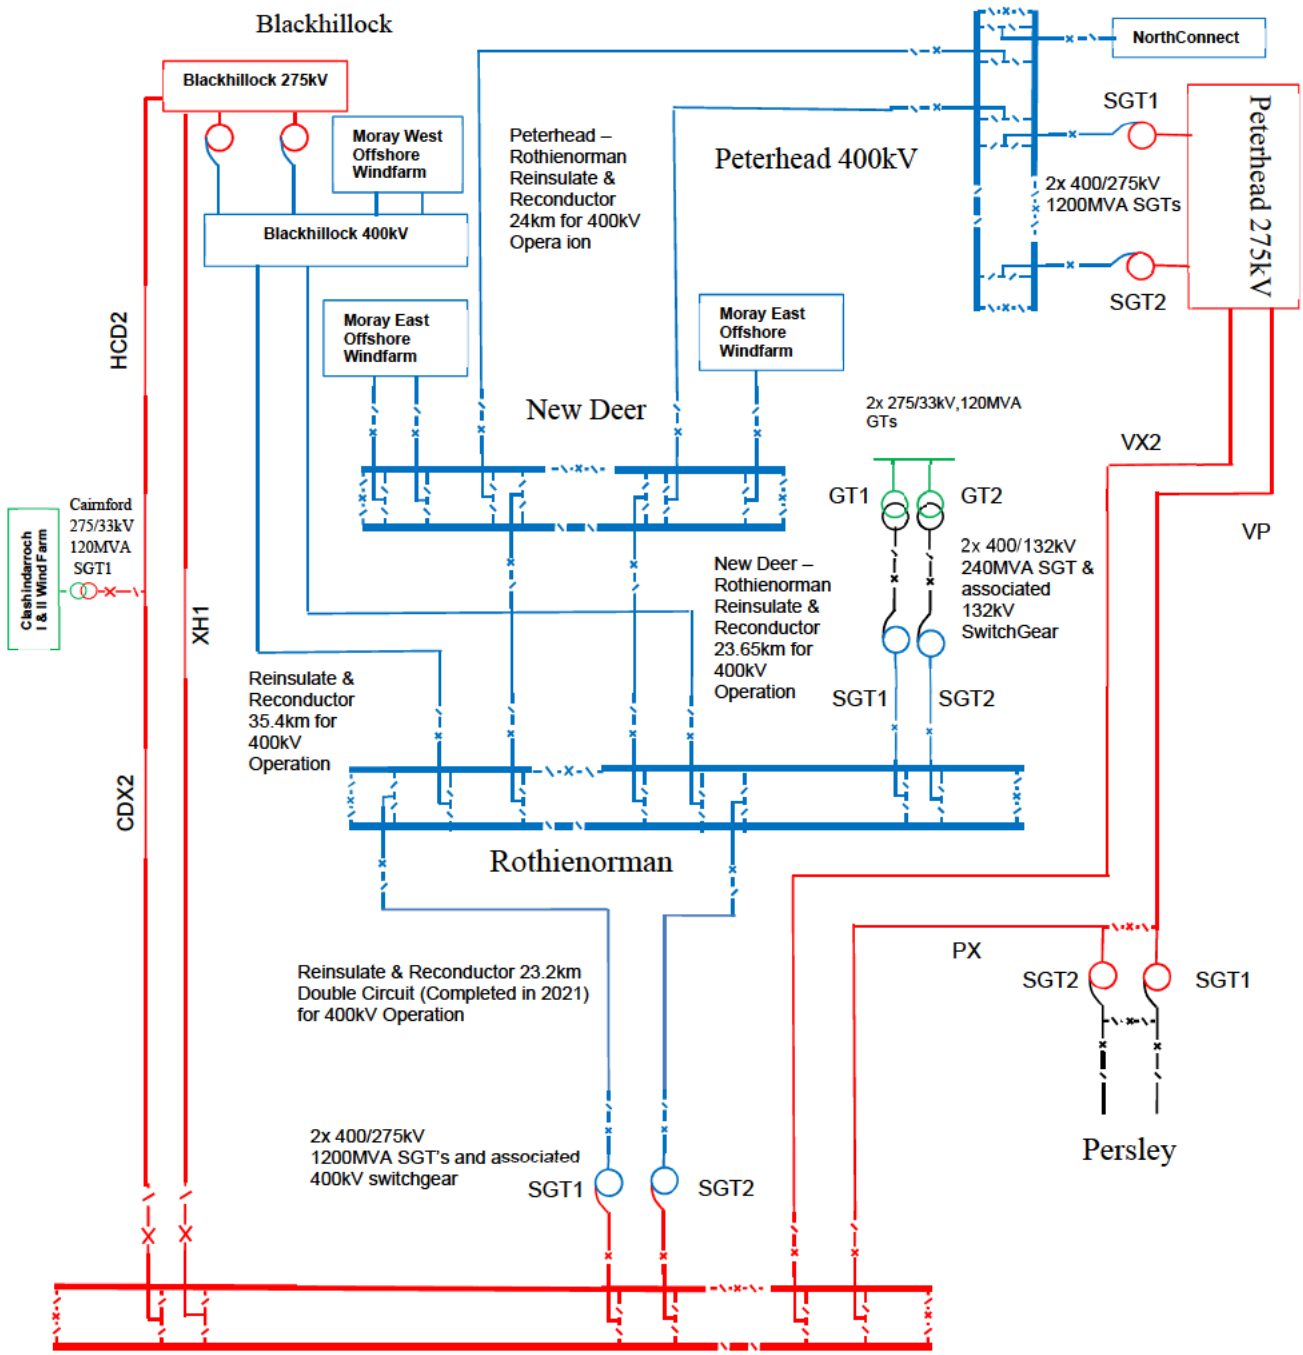 Blackhillock
Blackhillock 275kV
Moray West
Offshore
Windfarm
Blackhillock 400kV
Peterhead –
Rothienorman
Reinsulate &
Reconductor
24km for 400kV
Opera ion
NorthConnect
Peterhead 400kV
SGT1
2x 400/275kV
1200MVA SGTs
SGT2
Peterhead 275kV
HCD2
Moray East
Offshore
Windfarm
Moray East
Offshore
Windfarm
New Deer
2x 275/33kV,120MVA
GTs
VX2
VP
GT1
GT2
Cairnford
275/33kV
120MVA
SGT1
Clashindarroch
I & II Wind Farm
XH1
2x 400/132kV
240MVA SGT &
associated
132kV
SwitchGear
New Deer –
Rothienorman
Reinsulate &
Reconductor
23.65km for
400kV
Operation
SGT1
SGT2
Reinsulate &
Reconductor
35.4km for
400kV
Operation
CDX2
Rothienorman
PX
SGT2
SGT1
Reinsulate & Reconductor 23.2km
Double Circuit (Completed in 2021)
for 400kV Operation
2x 400/275kV
1200MVA SGT's and associated
400kV switchgear
SGT1
SGT2
Persley